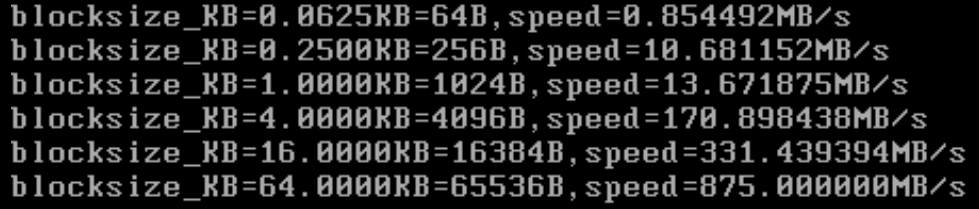 blocksize_KB=0.0625KB=64B,speed=0.854492MB/s
blocksize_KB=0.2500KB=256B,speed=10.681152MB/s
blocksize_KB=1.0000KB=1024B,speed=13.671875MB/s
blocksize_KB=4.0000KB=4096B,speed=170.898438MB/s
blocksize_KB=16.0000KB=16384B,speed=331.439394MB/s
blocksize_KB=64.0000KB=65536B,speed=875.000000MB/s